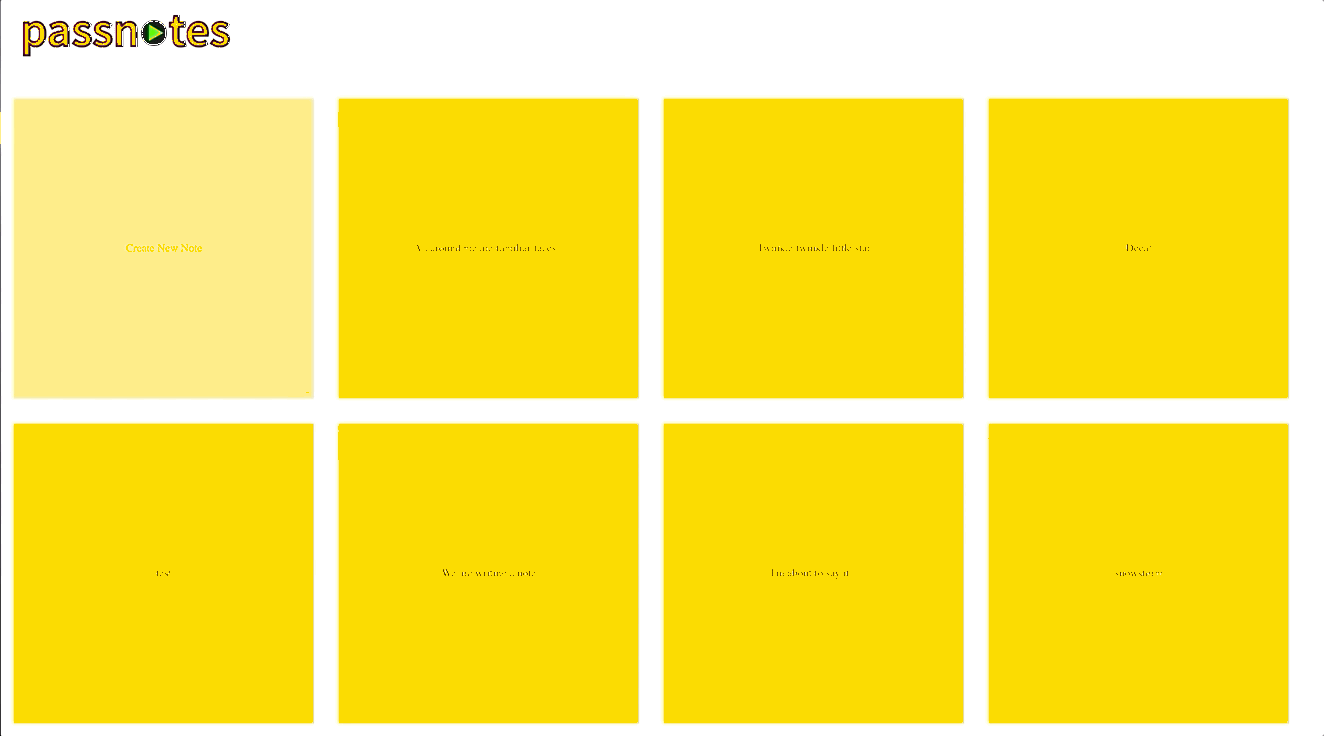 passnotes
Create New Note
All around me are familiar faces
Twinkle twinkle little star
test
We are writing a note
I'm about to say it
snowstorm